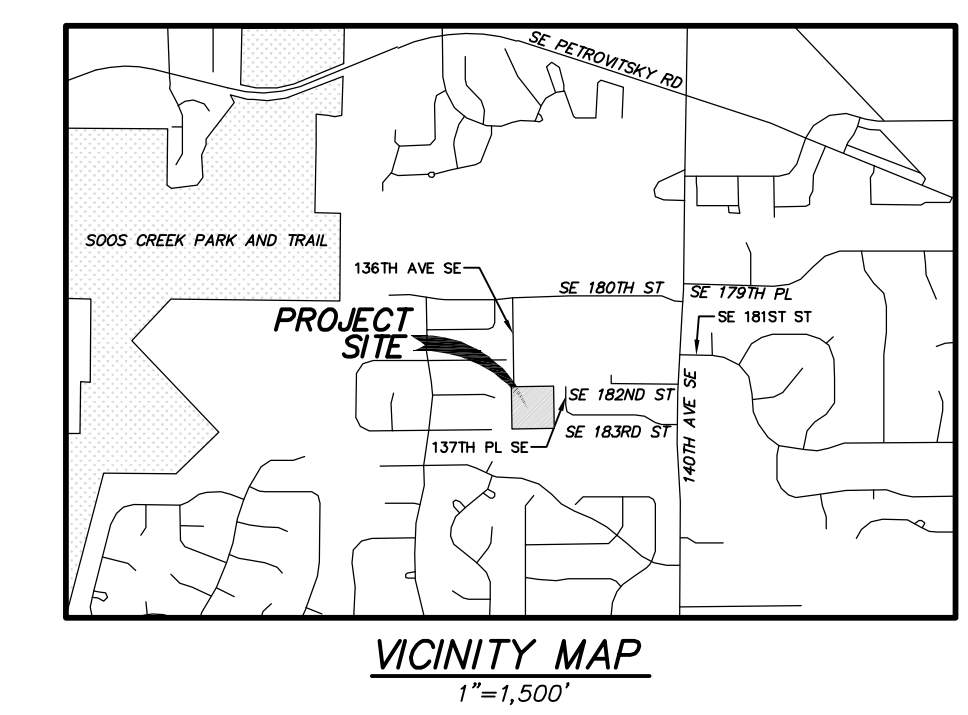 SE PETROVITSKY RD
SOOS CREEK PARK AND TRAIL
136TH AVE SE
SE 180TH ST
SE 179TH PL
PROJECT
SITE
SE 181ST ST
SE 182ND ST
140TH AVE SE
SE 183RD ST
137TH PL SE
VICINITY MAP
1"=1,500'